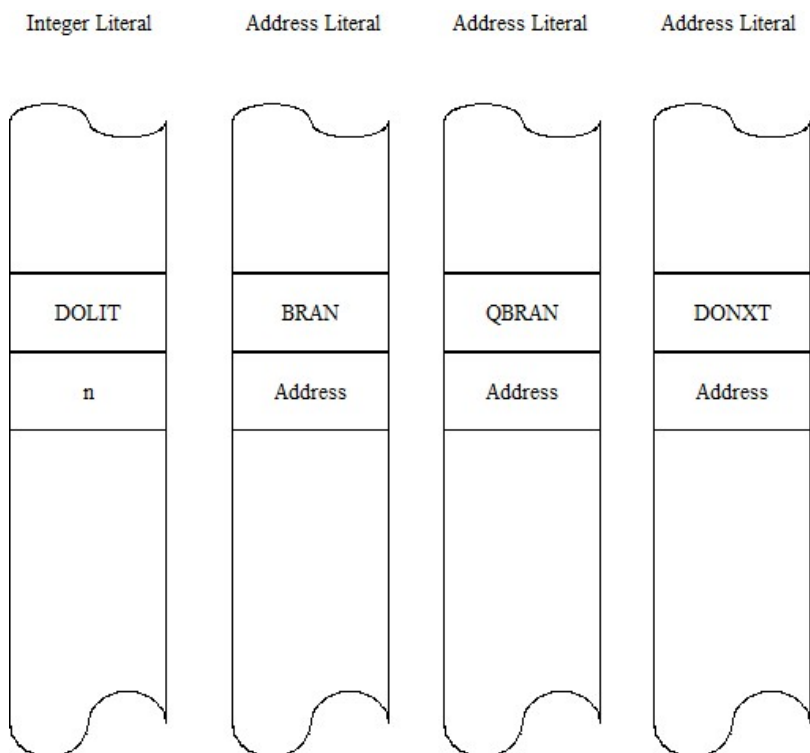 Integer Literal
Address Literal
Address Literal
Address Literal
DOLIT
BRAN
QBRAN
DONXT
n
Address
Address
Address